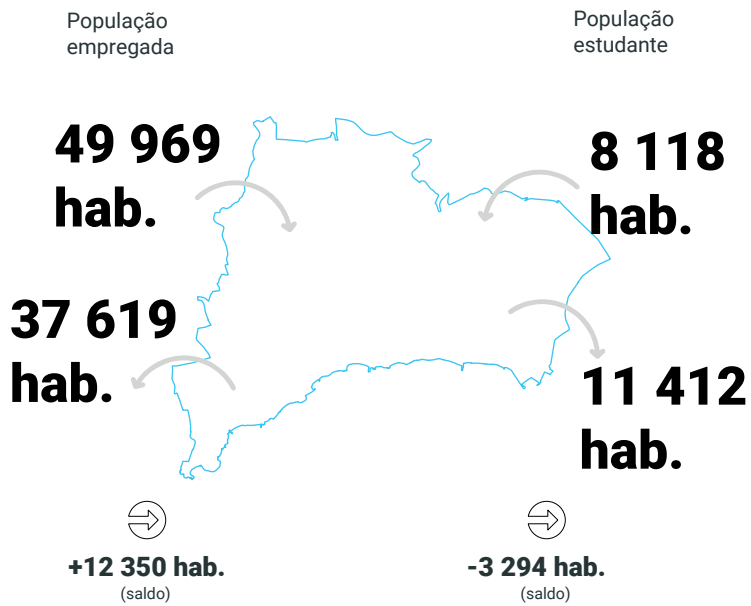 População
empregada
População
estudante
49 969
hab.
8 118
hab.
37 619
hab.
11 412
hab.
+12 350 hab.
(saldo)
-3 294 hab.
(saldo)